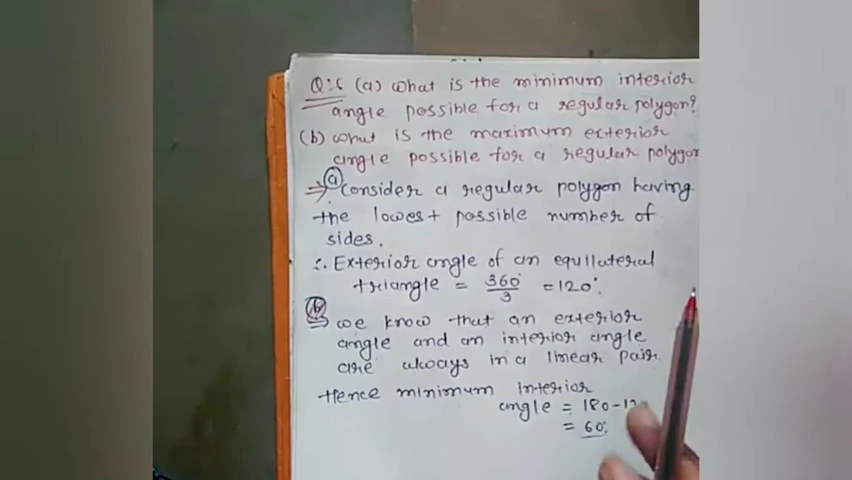 Q:6 (a) what is the minimum interior
angle possible for a regular polygon?
(b) what is the maximum exterior
angle possible for a regular polygon
⇒ (a) Consider a regular polygon having
the lowest possible number of
sides.
∴ Exterior angle of an equilateral
triangle = 360°/3 = 120°.
(b) ⇒ we know that an exterior
angle and an interior angle
are always in a linear pair.
Hence minimum interior
angle = 180-12
= 60°